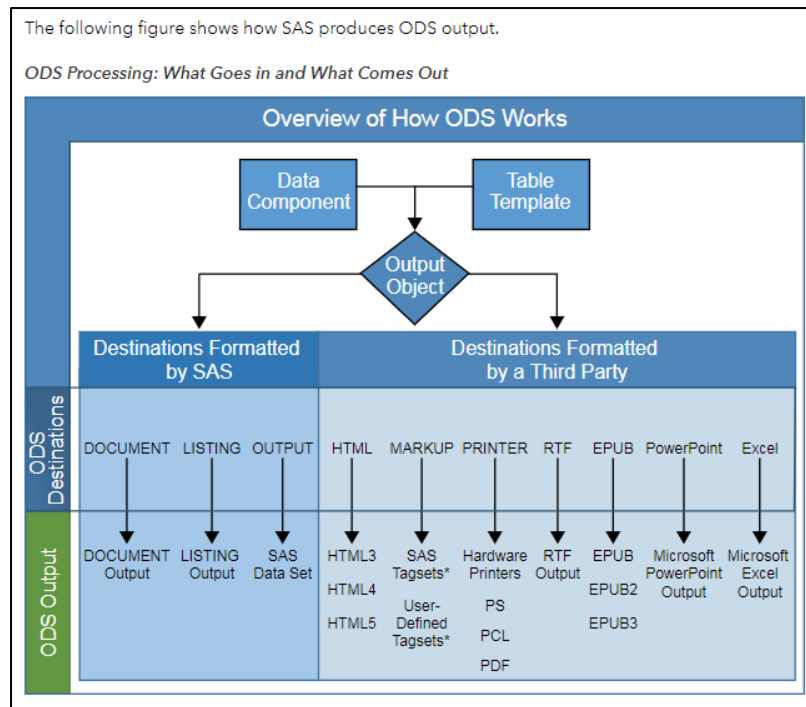 The following figure shows how SAS produces ODS output.
ODS Processing: What Goes in and What Comes Out
Overview of How ODS Works
Data
Component
Table
Template
Output
Object
Destinations Formatted
by SAS
Destinations Formatted
by a Third Party
ODS
Destinations
DOCUMENT LISTING OUTPUT HTML MARKUP PRINTER RTF EPUB PowerPoint Excel
ODS Output
DOCUMENT
Output
LISTING
Output
SAS
Data Set
HTML3
HTML4
HTML5
SAS
Tagsets*
User-
Defined
Tagsets*
Hardware
Printers
PS
PCL
PDF
RTF
Output
EPUB
EPUB2
EPUB3
Microsoft
PowerPoint
Output
Microsoft
Excel
Output